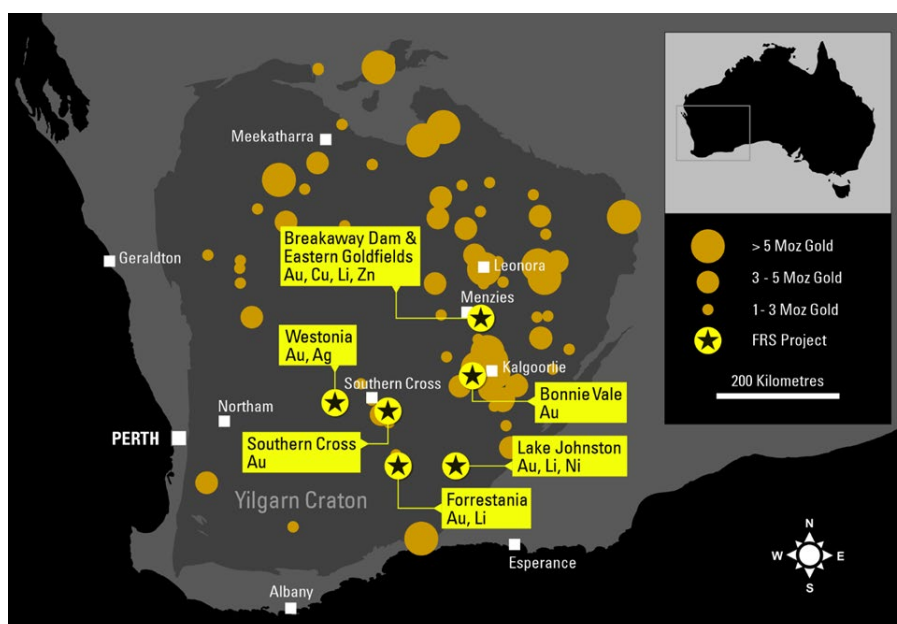 Meekatharra
Geraldton
Breakaway Dam &
Eastern Goldfields
Au, Cu, Li, Zn
Leonora
Menzies
Westonia
Au, Ag
Southern Cross
Kalgoorlie
Northam
PERTH
Bonnie Vale
Au
Southern Cross
Au
Lake Johnston
Au, Li, Ni
Forrestania
Au, Li
Yilgarn Craton
Esperance
Albany
> 5 Moz Gold
3 - 5 Moz Gold
1- 3 Moz Gold
FRS Project
200 Kilometres
N
W
E
S